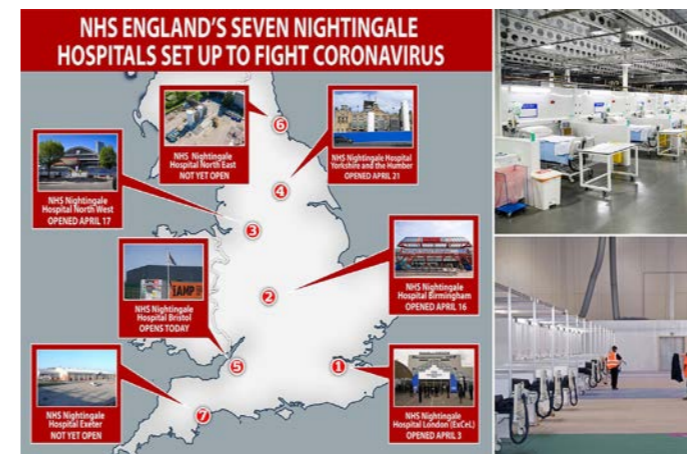 NHS ENGLAND'S SEVEN NIGHTINGALE
HOSPITALS SET UP TO FIGHT CORONAVIRUS
NHS Nightingale
Hospital North East
NOT YET OPEN
6
NHS Nightingale Hospital
Yorkshire and the Humber
OPENED APRIL 21
4
NHS Nightingale
Hospital North West
OPENED APRIL 17
3
NHS Nightingale
Hospital Birmingham
OPENED APRIL 16
2
IAMP
NHS Nightingale
Hospital Bristol
OPENS TODAY
5
1
NHS Nightingale
Hospital London (ExCeL)
OPENED APRIL 3
NHS Nightingale
Hospital Exeter
NOT YET OPEN
7